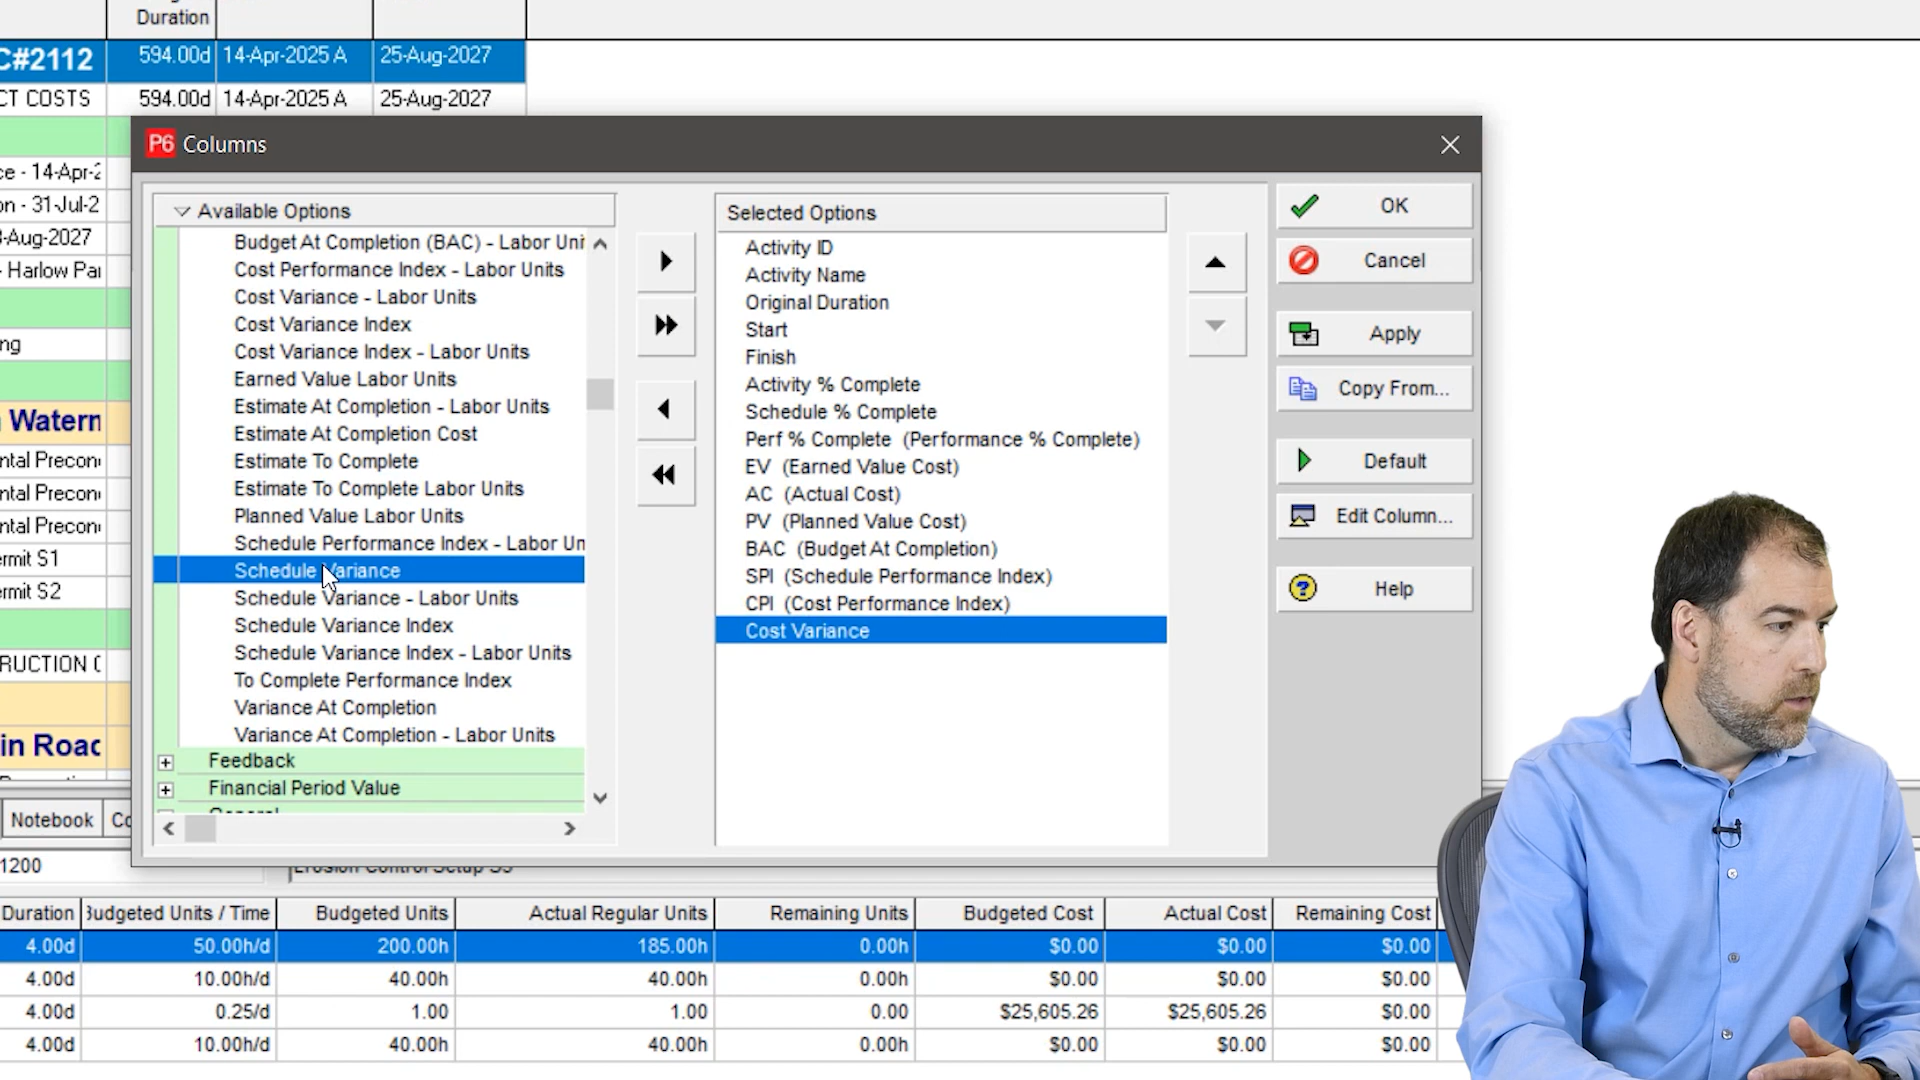 Duration
C#2112 594.00d 14-Apr-2025 A 25-Aug-2027
CT COSTS 594.00d 14-Apr-2025 A 25-Aug-2027
P6 Columns
ce - 14-Apr-2
on - 31-Jul-2
-Aug-2027
- Harlow Par
ng
Watern
ntal Precon
ntal Precon
ntal Precon
ermit S1
ermit S2
RUCTION C
in Road
Available Options
Budget At Completion (BAC) - Labor Uni
Cost Performance Index - Labor Units
Cost Variance - Labor Units
Cost Variance Index
Cost Variance Index - Labor Units
Earned Value Labor Units
Estimate At Completion - Labor Units
Estimate At Completion Cost
Estimate To Complete
Estimate To Complete Labor Units
Planned Value Labor Units
Schedule Performance Index - Labor Un
Schedule Variance
Schedule Variance - Labor Units
Schedule Variance Index
Schedule Variance Index - Labor Units
To Complete Performance Index
Variance At Completion
Variance At Completion - Labor Units
Feedback
Financial Period Value
General
Selected Options
Activity ID
Activity Name
Original Duration
Start
Finish
Activity % Complete
Schedule % Complete
Perf % Complete (Performance % Complete)
EV (Earned Value Cost)
AC (Actual Cost)
PV (Planned Value Cost)
BAC (Budget At Completion)
SPI (Schedule Performance Index)
CPI (Cost Performance Index)
Cost Variance
OK
Cancel
Apply
Copy From...
Default
Edit Column...
Help
Notebook Co
1200 Erosion Control Setup S3
Duration Budgeted Units / Time Budgeted Units Actual Regular Units Remaining Units Budgeted Cost Actual Cost Remaining Cost
4.00d 50.00h/d 200.00h 185.00h 0.00h $0.00 $0.00 $0.00
4.00d 10.00h/d 40.00h 40.00h 0.00h $0.00 $0.00 $0.00
4.00d 0.25/d 1.00 1.00 0.00 $25,605.26 $25,605.26 $0.00
4.00d 10.00h/d 40.00h 40.00h 0.00h $0.00 $0.00 $0.00